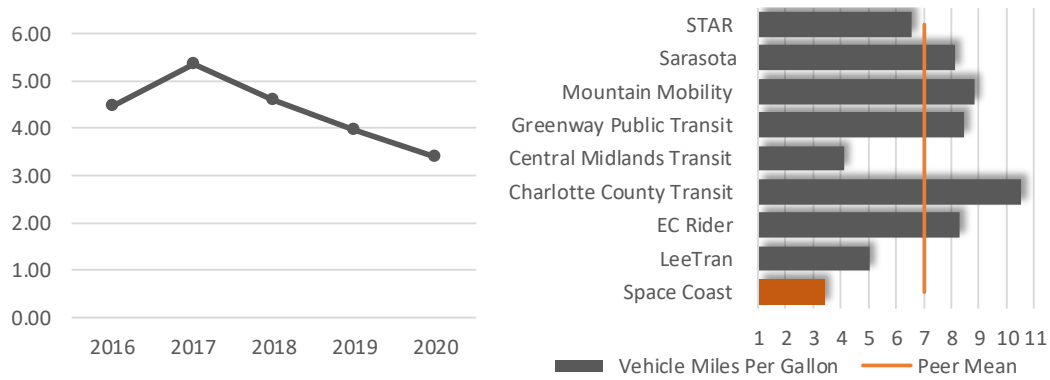 6.00
5.00
4.00
3.00
2.00
1.00
0.00
2016 2017 2018 2019 2020
STAR
Sarasota
Mountain Mobility
Greenway Public Transit
Central Midlands Transit
Charlotte County Transit
EC Rider
LeeTran
Space Coast
1 2 3 4 5 6 7 8 9 10 11
Vehicle Miles Per Gallon Peer Mean